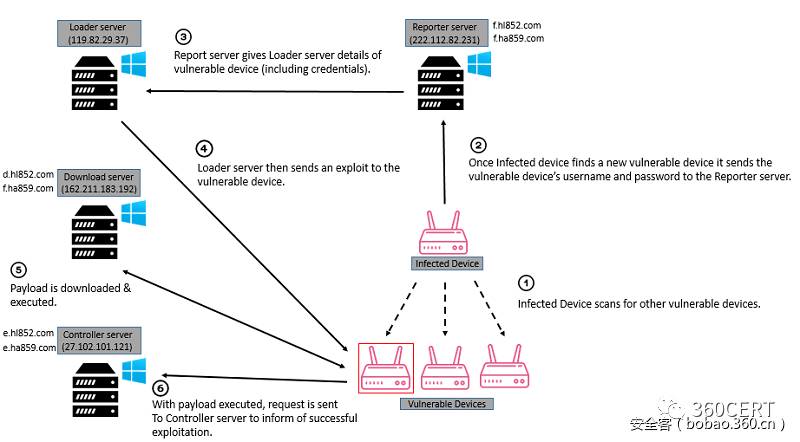 Loader server
(119.82.29.37)
Reporter server
(222.112.82.231)
f.hl852.com
f.ha859.com
3
Report server gives Loader server details of
vulnerable device (including credentials).
2
Once Infected device finds a new vulnerable device it sends the
vulnerable device's username and password to the Reporter server.
4
Loader server then sends an exploit to the
vulnerable device.
d.hl852.com
f.ha859.com
Download server
(162.211.183.192)
Infected Device
1
Infected Device scans for other vulnerable devices.
5
Payload is downloaded &
executed.
e.hl852.com
e.ha859.com
Controller server
(27.102.101.121)
6
With payload executed, request is sent
To Controller server to inform of successful
exploitation.
Vulnerable Devices
360CERT
安全客（bobao.360.cn）